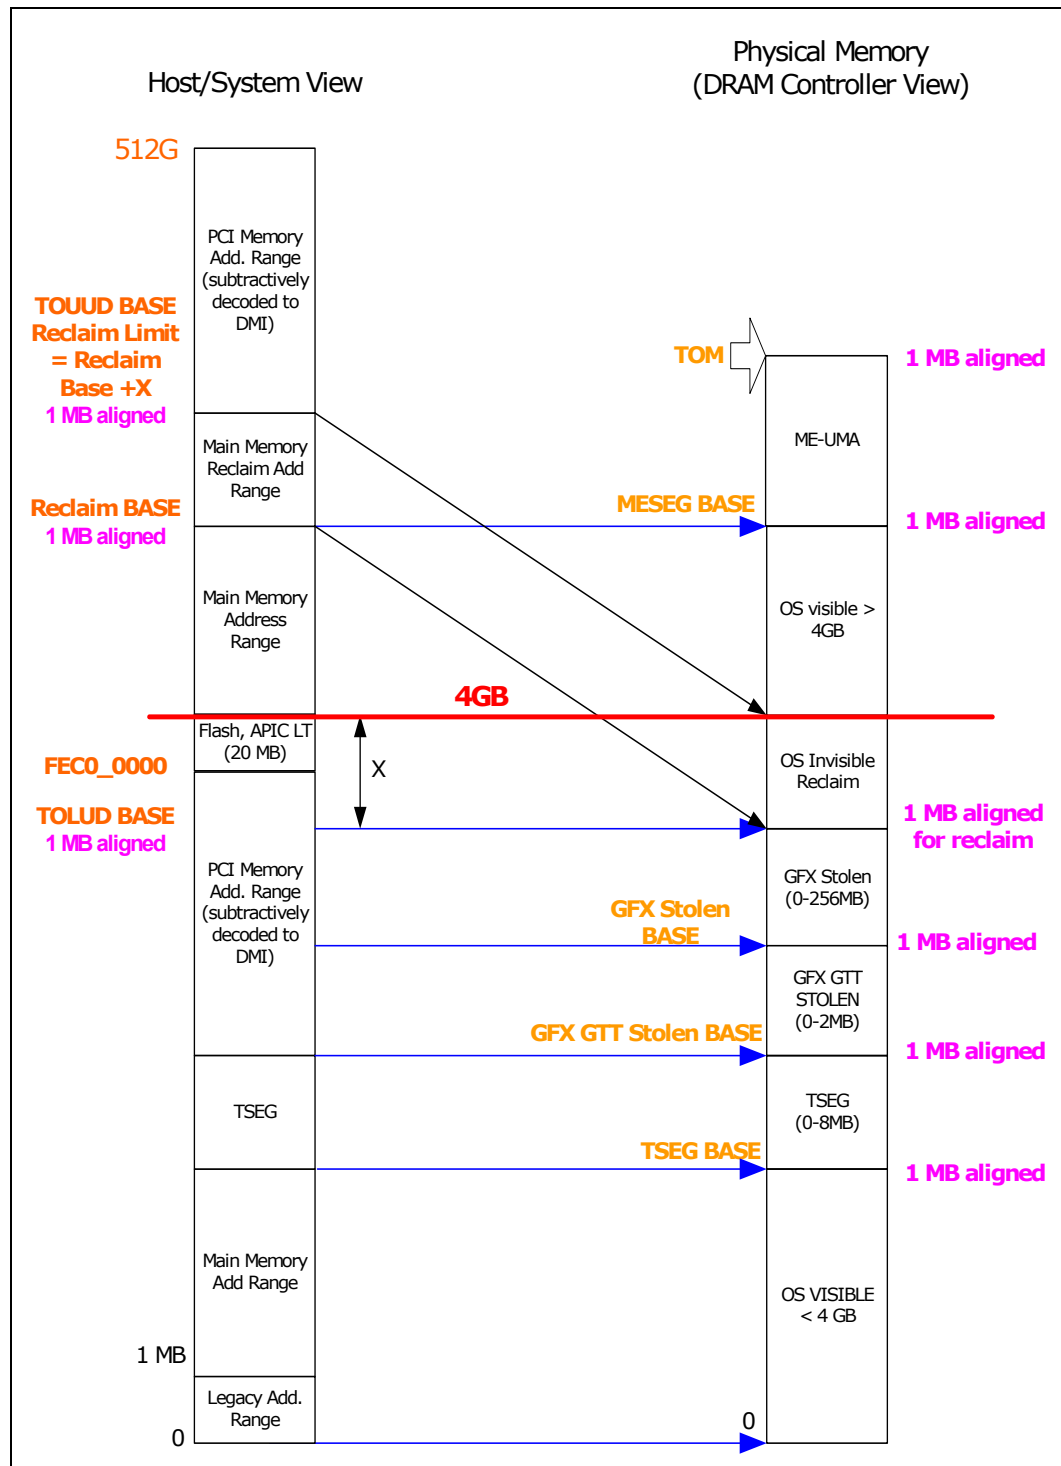 Host/System View
Physical Memory
(DRAM Controller View)
512G
PCI Memory
Add. Range
(subtractively
decoded to
DMI)
TOUUD BASE
Reclaim Limit
= Reclaim
Base +X
1 MB aligned
TOM
1 MB aligned
Main Memory
Reclaim Add
Range
ME-UMA
Reclaim BASE
1 MB aligned
MESEG BASE
1 MB aligned
Main Memory
Address
Range
OS visible >
4GB
4GB
Flash, APIC LT
(20 MB)
X
OS Invisible
Reclaim
FEC0_0000
TOLUD BASE
1 MB aligned
1 MB aligned
for reclaim
PCI Memory
Add. Range
(subtractively
decoded to
DMI)
GFX Stolen
(0-256MB)
GFX Stolen
BASE
1 MB aligned
GFX GTT
STOLEN
(0-2MB)
GFX GTT Stolen BASE
1 MB aligned
TSEG
TSEG
(0-8MB)
TSEG BASE
1 MB aligned
Main Memory
Add Range
OS VISIBLE
< 4 GB
1 MB
Legacy Add.
Range
0
0